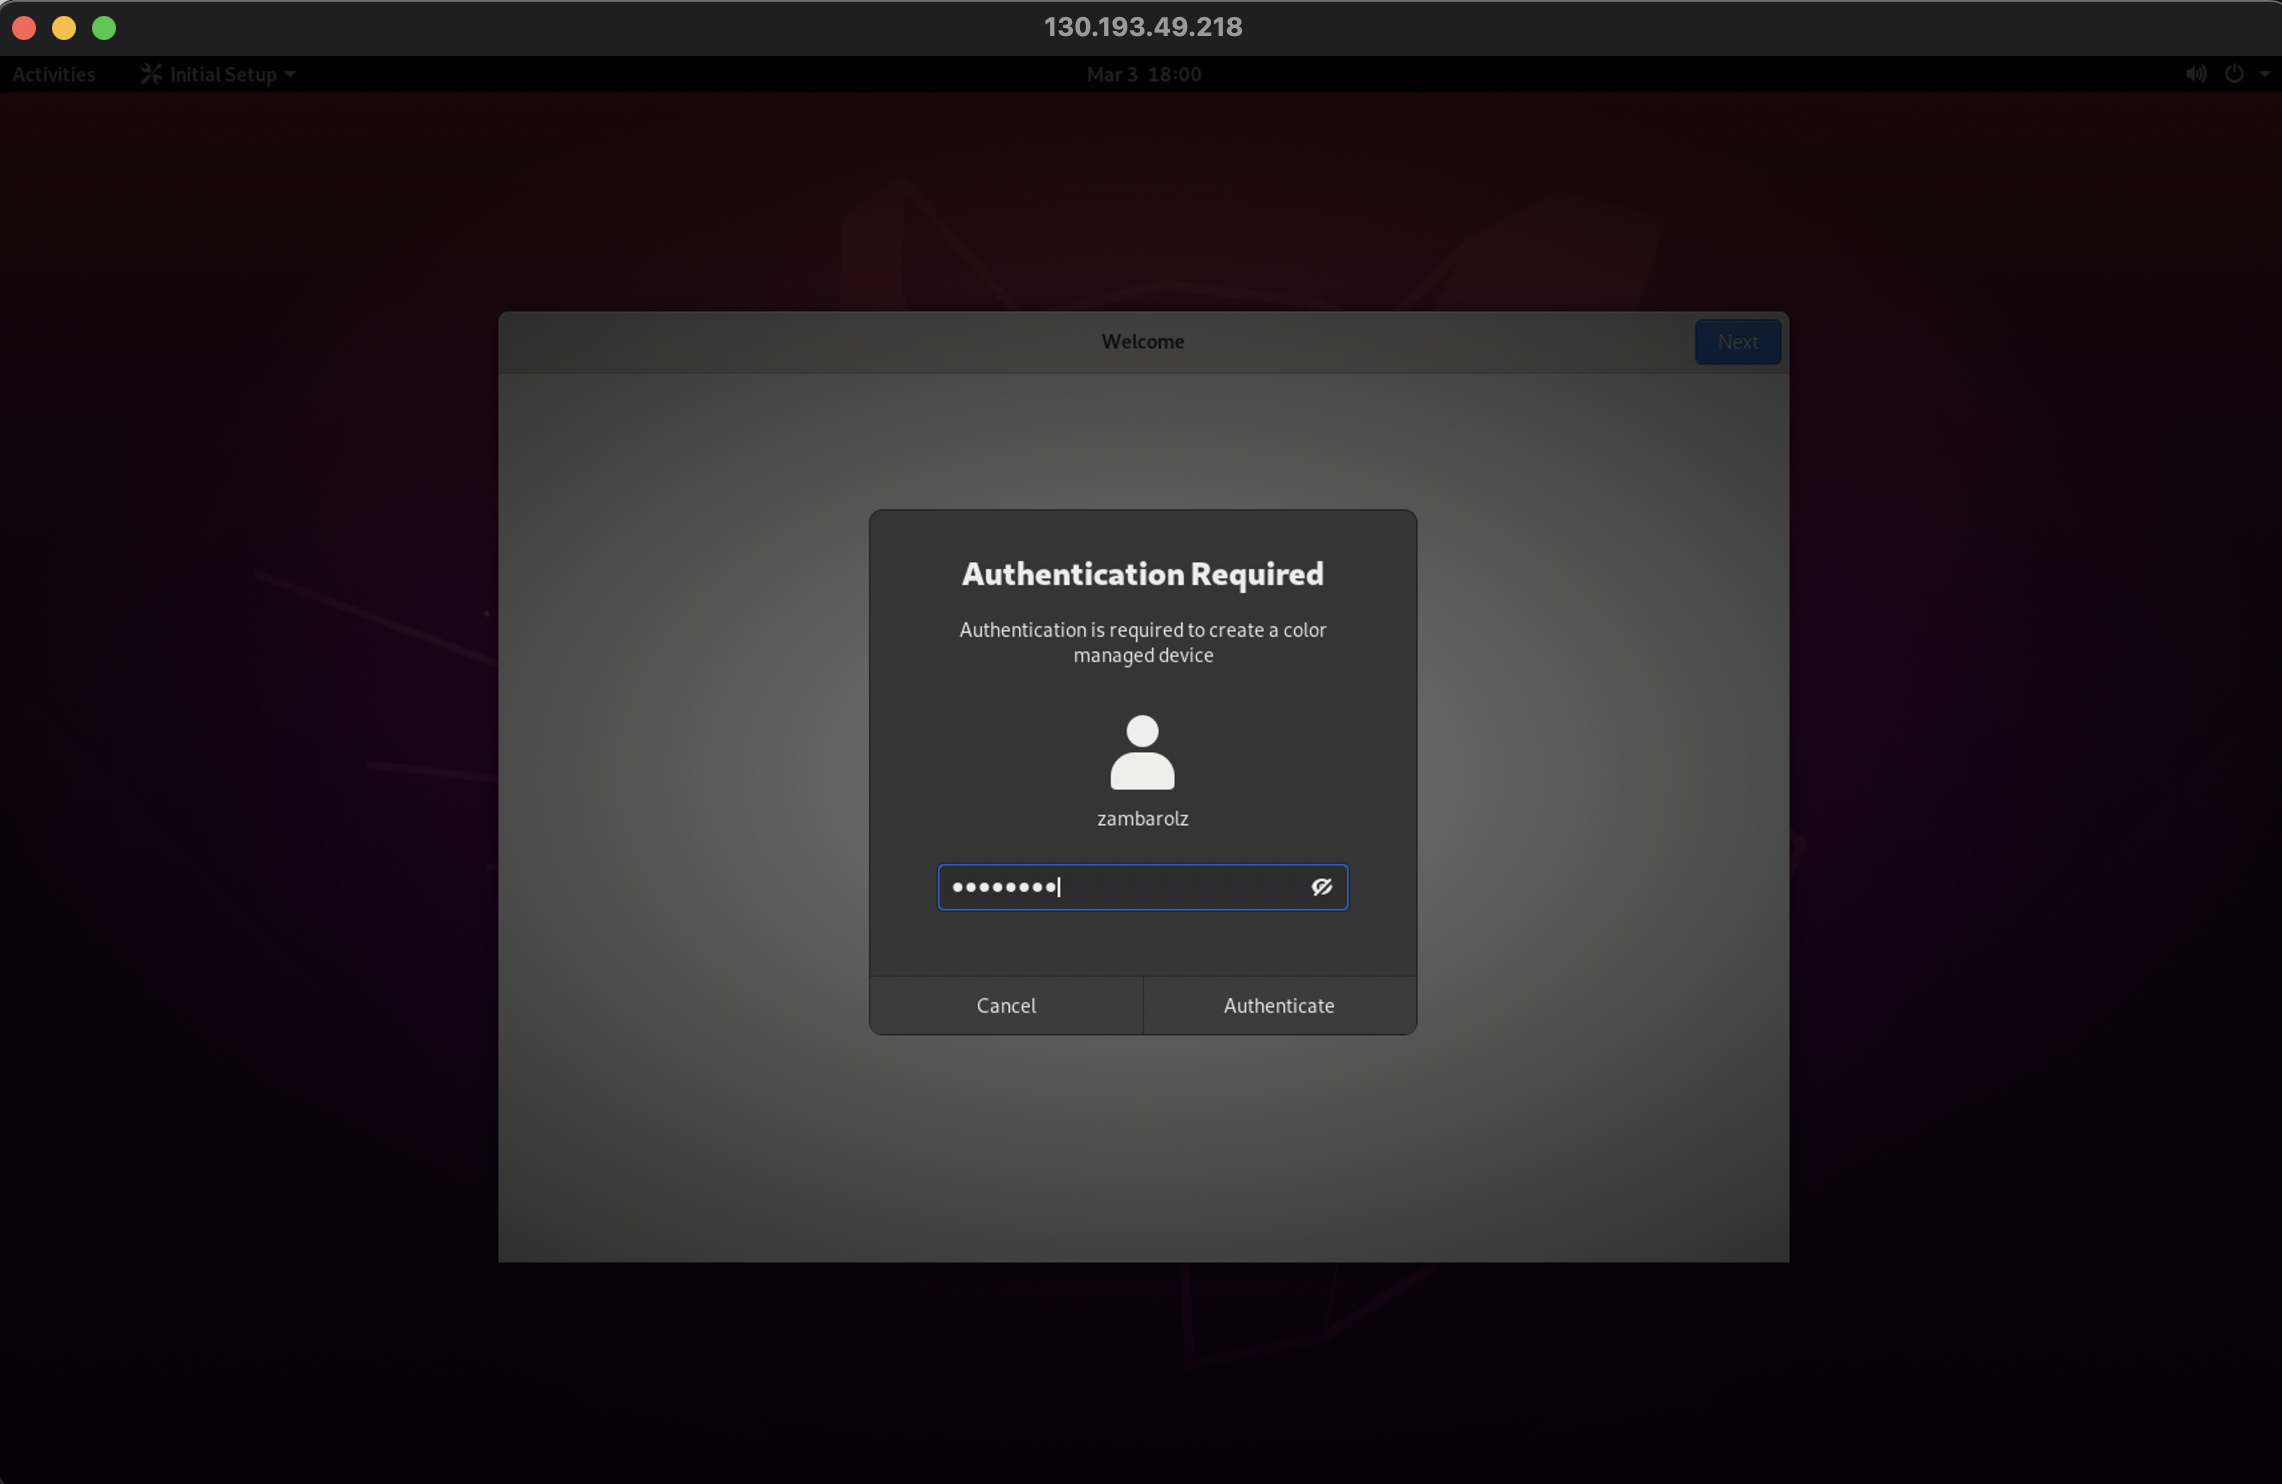 130.193.49.218
Activities
Initial Setup
Mar 3 18:00
Welcome
Next
Authentication Required
Authentication is required to create a color
managed device
zambarolz
Cancel
Authenticate